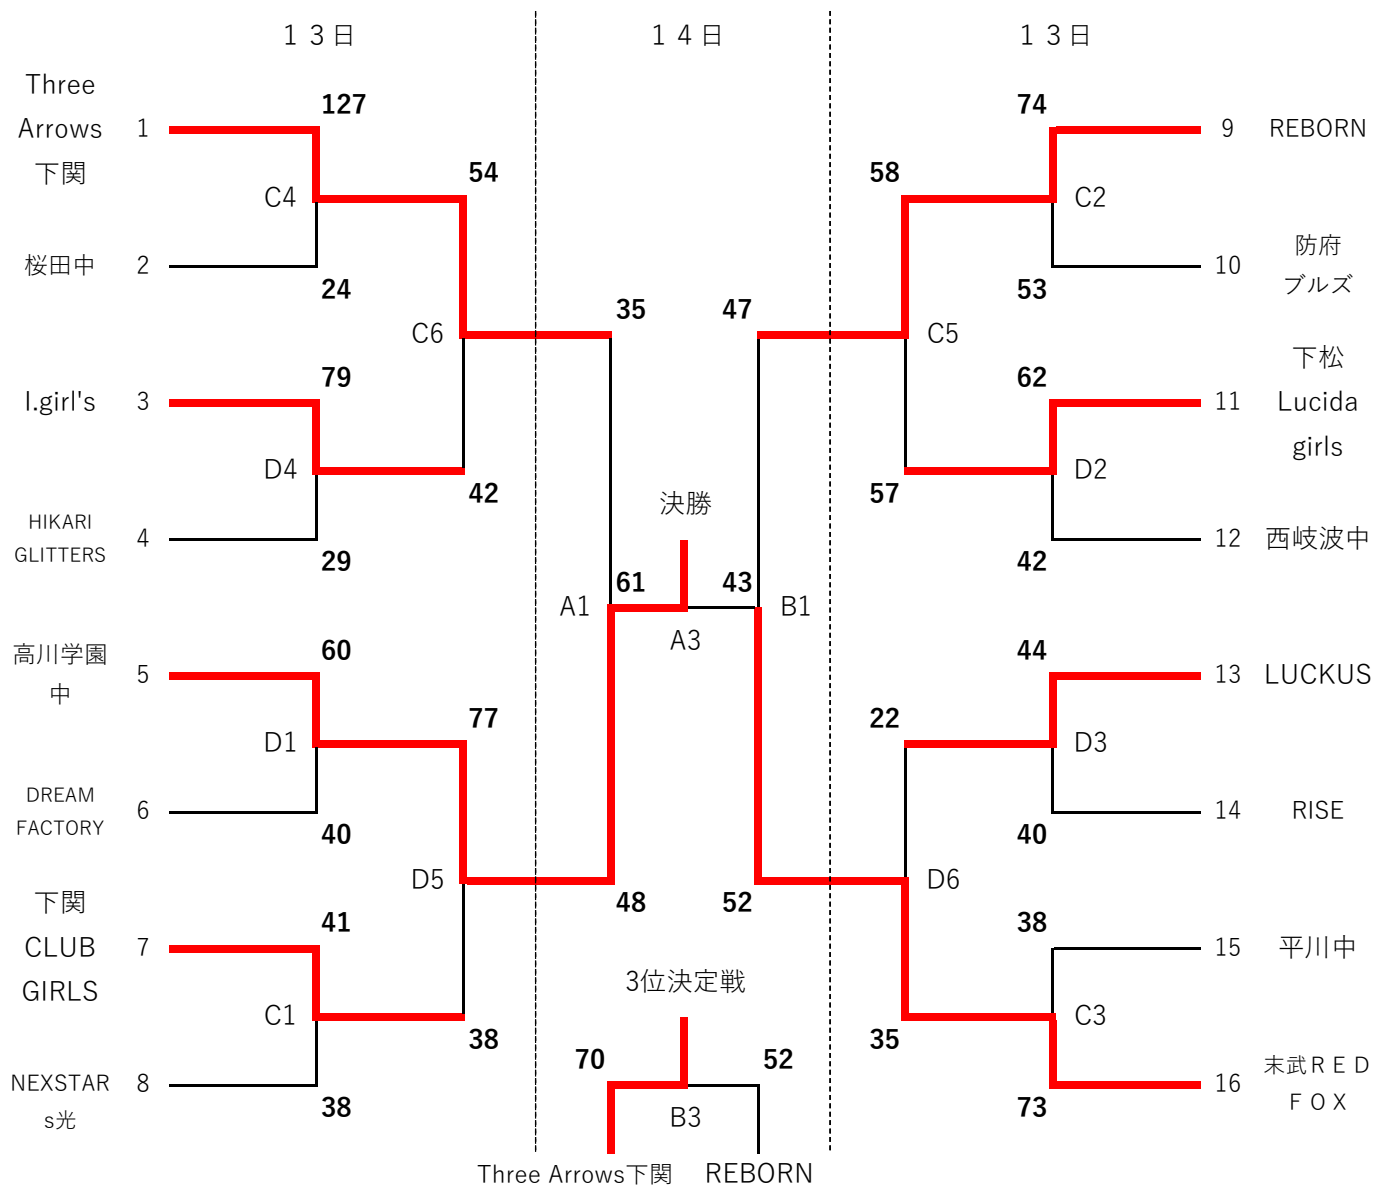 １３日
１４日
１３日
Three
Arrows
下関
1
127
C4
桜田中
2
24
54
C6
I.girl's
3
79
D4
42
HIKARI
GLITTERS
4
29
高川学園
中
5
60
D1
77
DREAM
FACTORY
6
40
D5
下関
CLUB
GIRLS
7
41
C1
38
NEXSTAR
s光
8
38
35
A1
48
決勝
61
43
A3
47
B1
52
3位決定戦
70
52
B3
Three Arrows下関
REBORN
74
9
REBORN
58
C2
10
防府
ブルズ
53
C5
62
11
下松
Lucida
girls
57
D2
12
西岐波中
42
44
13
LUCKUS
22
D3
14
RISE
40
D6
38
15
平川中
35
C3
16
末武ＲＥＤ
ＦＯＸ
73